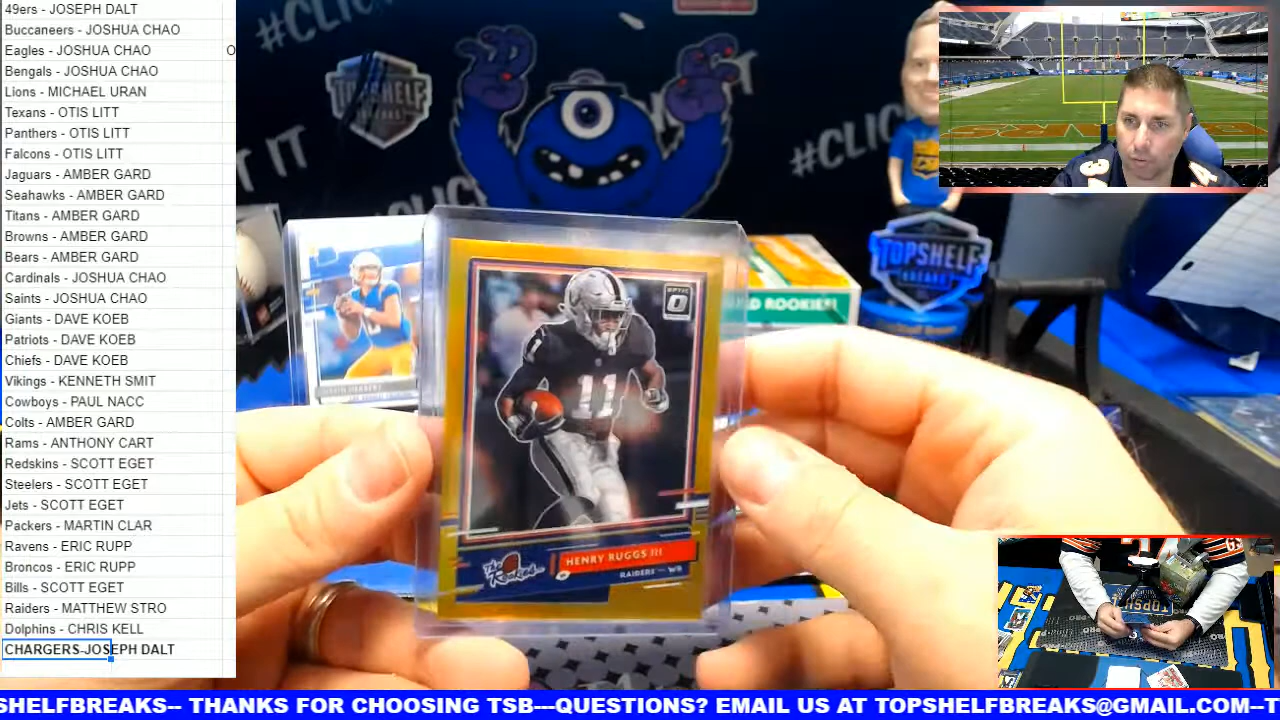 49ers - JOSEPH DALT
Buccaneers - JOSHUA CHAO
Eagles - JOSHUA CHAO
Bengals - JOSHUA CHAO
Lions - MICHAEL URAN
Texans - OTIS LITT
Panthers - OTIS LITT
Falcons - OTIS LITT
Jaguars - AMBER GARD
Seahawks - AMBER GARD
Titans - AMBER GARD
Browns - AMBER GARD
Bears - AMBER GARD
Cardinals - JOSHUA CHAO
Saints - JOSHUA CHAO
Giants - DAVE KOEB
Patriots - DAVE KOEB
Chiefs - DAVE KOEB
Vikings - KENNETH SMIT
Cowboys - PAUL NACC
Colts - AMBER GARD
Rams - ANTHONY CART
Redskins - SCOTT EGET
Steelers - SCOTT EGET
Jets - SCOTT EGET
Packers - MARTIN CLAR
Ravens - ERIC RUPP
Broncos - ERIC RUPP
Bills - SCOTT EGET
Raiders - MATTHEW STRO
Dolphins - CHRIS KELL
CHARGERS-JOSEPH DALT
O
#CLICK
TOPSHELF
BREAKS
T IT
#CLIC
TOPSHELF
BREAKS
D ROOKIES!
OPTIC
11
The Rookies
HENRY RUGGS III
RAIDERS - WR
SHELFBREAKS-- THANKS FOR CHOOSING TSB---QUESTIONS? EMAIL US AT TOPSHELFBREAKS@GMAIL.COM--T